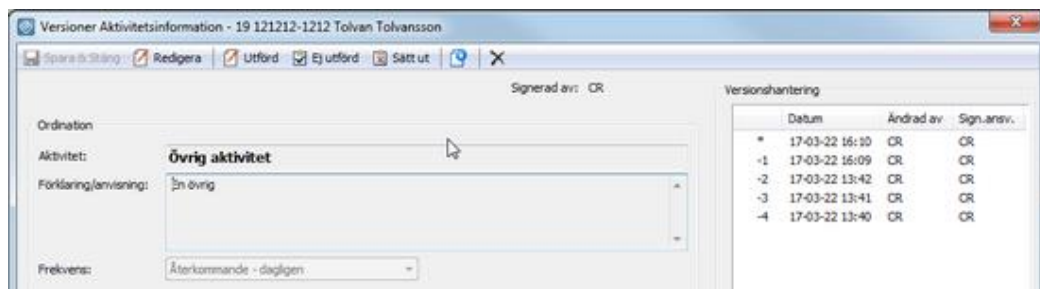 Versioner Aktivitetsinformation - 19 121212-1212 Tolvan Tolvansson
Spara & Stäng Redigera Utförd Ej utförd Sätt ut
Signerad av: CR
Versionshantering
Datum Ändrad av Sign.ansv.
* 17-03-22 16:10 CR CR
-1 17-03-22 16:09 CR CR
-2 17-03-22 13:42 CR CR
-3 17-03-22 13:41 CR CR
-4 17-03-22 13:40 CR CR
Ordination
Aktivitet: Övrig aktivitet
Förklaring/anvisning: En övrig
Frekvens: Återkommande - dagligen